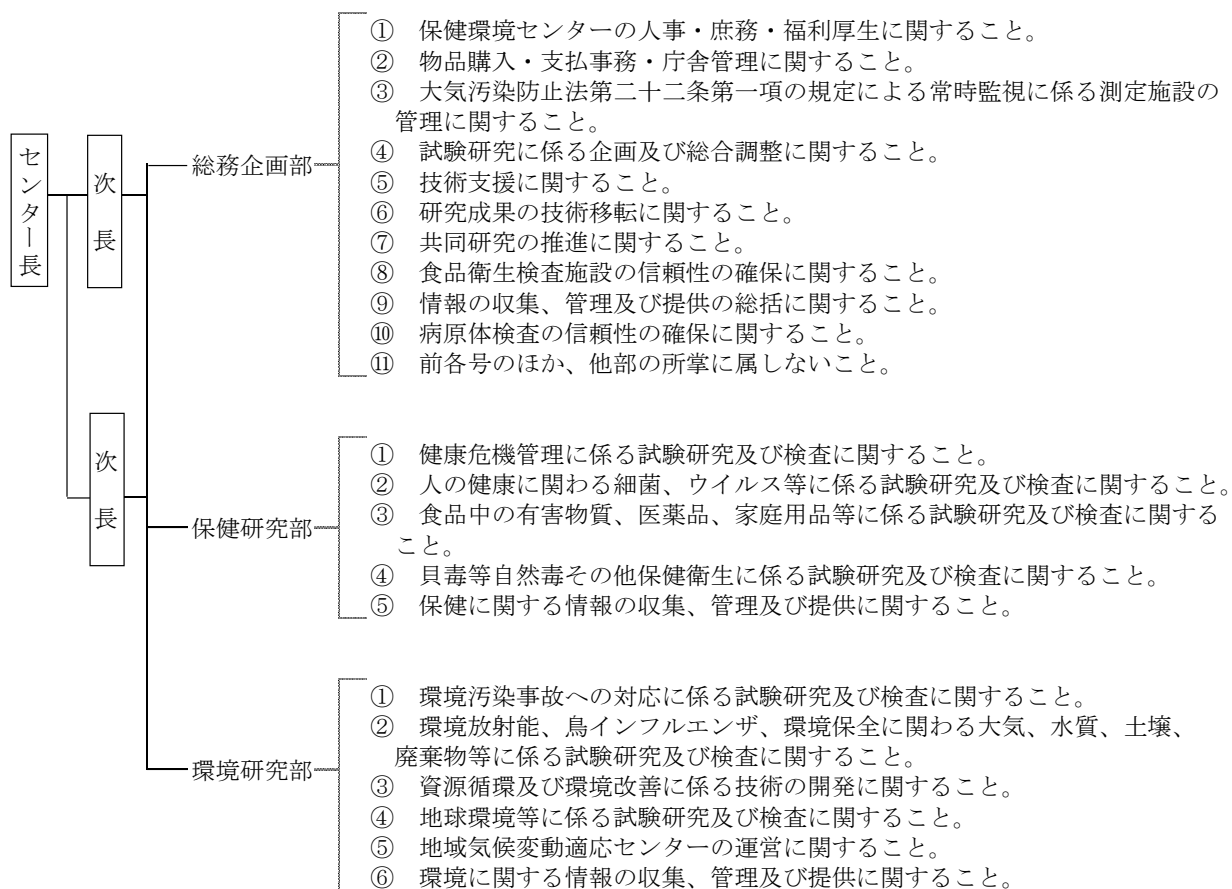 センター長
次長
次長
総務企画部
① 保健環境センターの人事・庶務・福利厚生に関すること。
② 物品購入・支払事務・庁舎管理に関すること。
③ 大気汚染防止法第二十二条第一項の規定による常時監視に係る測定施設の
管理に関すること。
④ 試験研究に係る企画及び総合調整に関すること。
⑤ 技術支援に関すること。
⑥ 研究成果の技術移転に関すること。
⑦ 共同研究の推進に関すること。
⑧ 食品衛生検査施設の信頼性の確保に関すること。
⑨ 情報の収集、管理及び提供の総括に関すること。
⑩ 病原体検査の信頼性の確保に関すること。
⑪ 前各号のほか、他部の所掌に属しないこと。
保健研究部
① 健康危機管理に係る試験研究及び検査に関すること。
② 人の健康に関わる細菌、ウイルス等に係る試験研究及び検査に関すること。
③ 食品中の有害物質、医薬品、家庭用品等に係る試験研究及び検査に関する
こと。
④ 貝毒等自然毒その他保健衛生に係る試験研究及び検査に関すること。
⑤ 保健に関する情報の収集、管理及び提供に関すること。
環境研究部
① 環境汚染事故への対応に係る試験研究及び検査に関すること。
② 環境放射能、鳥インフルエンザ、環境保全に関わる大気、水質、土壌、
廃棄物等に係る試験研究及び検査に関すること。
③ 資源循環及び環境改善に係る技術の開発に関すること。
④ 地球環境等に係る試験研究及び検査に関すること。
⑤ 地域気候変動適応センターの運営に関すること。
⑥ 環境に関する情報の収集、管理及び提供に関すること。